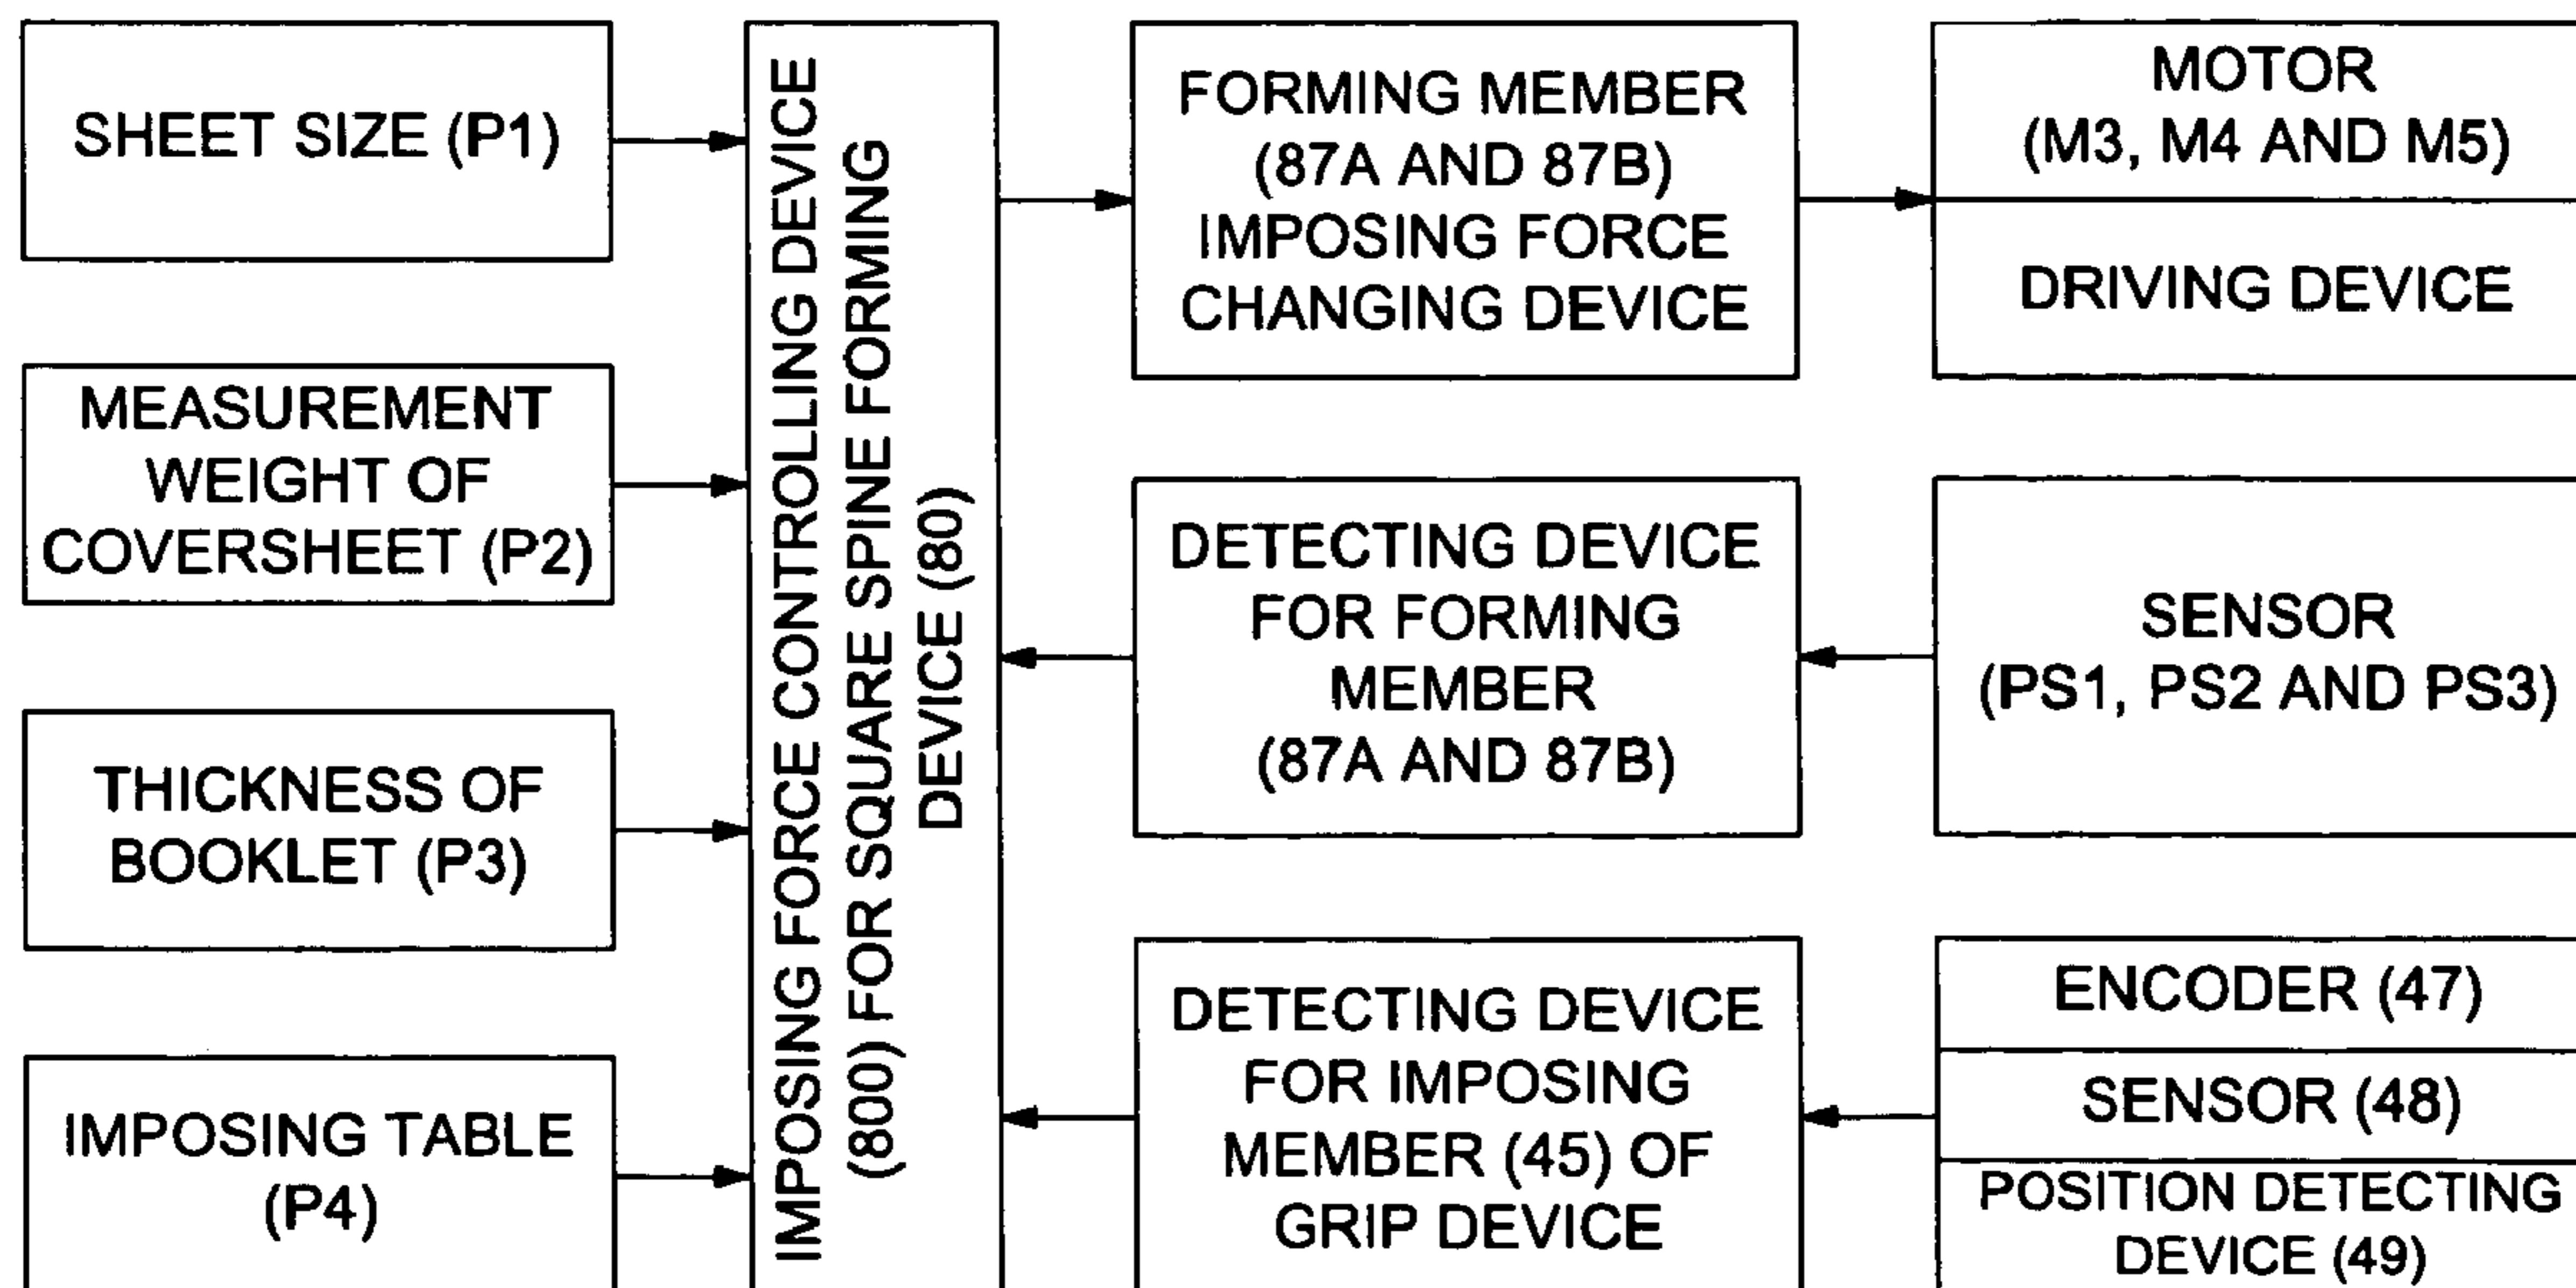 SHEET SIZE (P1)
MEASUREMENT
WEIGHT OF
COVERSHEET (P2)
THICKNESS OF
BOOKLET (P3)
IMPOSING TABLE
(P4)
IMPOSING FORCE CONTROLLING DEVICE
(800) FOR SQUARE SPINE FORMING
DEVICE (80)
FORMING MEMBER
(87A AND 87B)
IMPOSING FORCE
CHANGING DEVICE
DETECTING DEVICE
FOR FORMING
MEMBER
(87A AND 87B)
DETECTING DEVICE
FOR IMPOSING
MEMBER (45) OF
GRIP DEVICE
MOTOR
(M3, M4 AND M5)
DRIVING DEVICE
SENSOR
(PS1, PS2 AND PS3)
ENCODER (47)
SENSOR (48)
POSITION DETECTING
DEVICE (49)